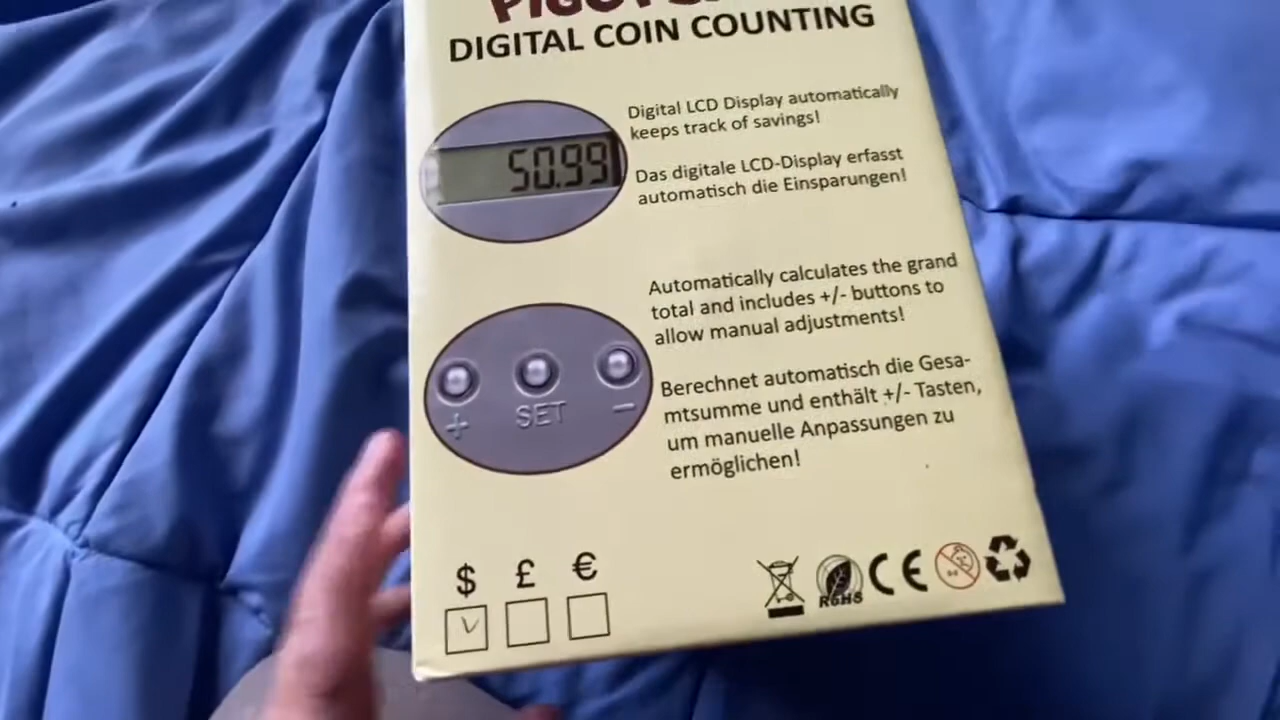 DIGITAL COIN COUNTING
50.99
Digital LCD Display automatically
keeps track of savings!
Das digitale LCD-Display erfasst
automatisch die Einsparungen!
+ SET −
Automatically calculates the grand
total and includes +/- buttons to
allow manual adjustments!
Berechnet automatisch die Gesa-
mtsumme und enthält +/- Tasten,
um manuelle Anpassungen zu
ermöglichen!
$ £ €
RoHS CE